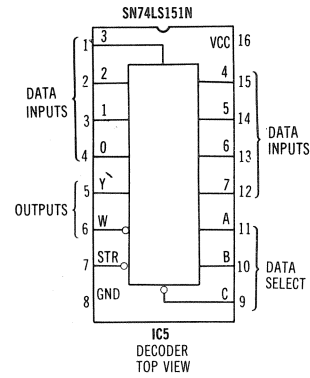 SN74LS151N
1 3 VCC 16
2 2 4 15
DATA INPUTS
3 1 5 14
DATA INPUTS
4 0 6 13
5 Y 7 12
OUTPUTS
6 W A 11
7 STR B 10
DATA SELECT
8 GND C 9
IC5
DECODER
TOP VIEW